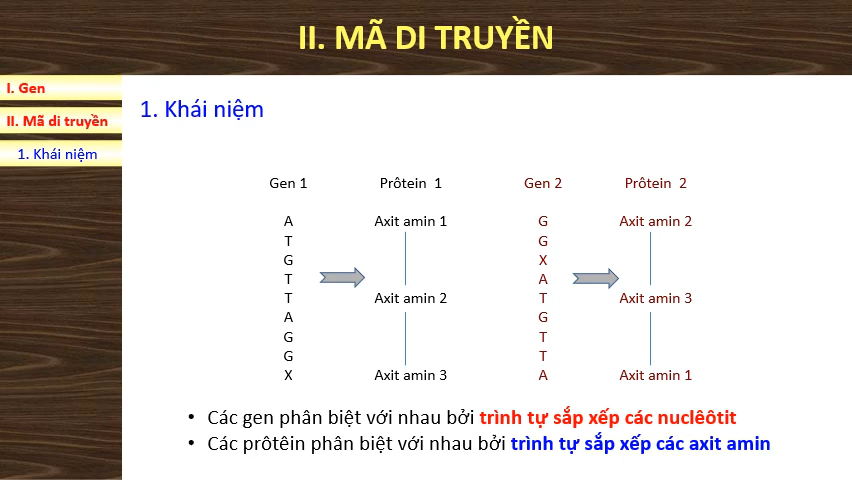 II. MÃ DI TRUYỀN
I. Gen
II. Mã di truyền
1. Khái niệm
1. Khái niệm
Gen 1 Prôtein 1 Gen 2 Prôtein 2
A Axit amin 1 G Axit amin 2
T G
G X
T A
T Axit amin 2 T Axit amin 3
A G
G T
G T
X Axit amin 3 A Axit amin 1
• Các gen phân biệt với nhau bởi trình tự sắp xếp các nuclêôtit
• Các prôtêin phân biệt với nhau bởi trình tự sắp xếp các axit amin